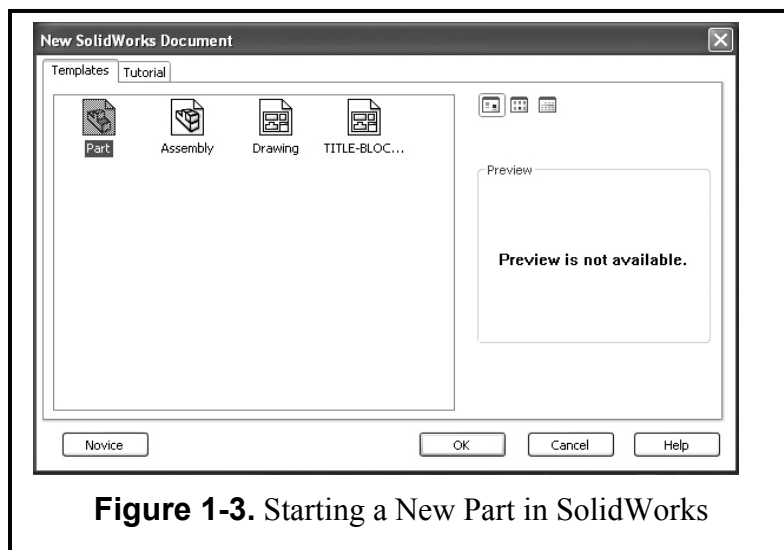 New SolidWorks Document
Templates Tutorial
Part Assembly Drawing TITLE-BLOC...
Preview
Preview is not available.
Novice OK Cancel Help
Figure 1-3. Starting a New Part in SolidWorks